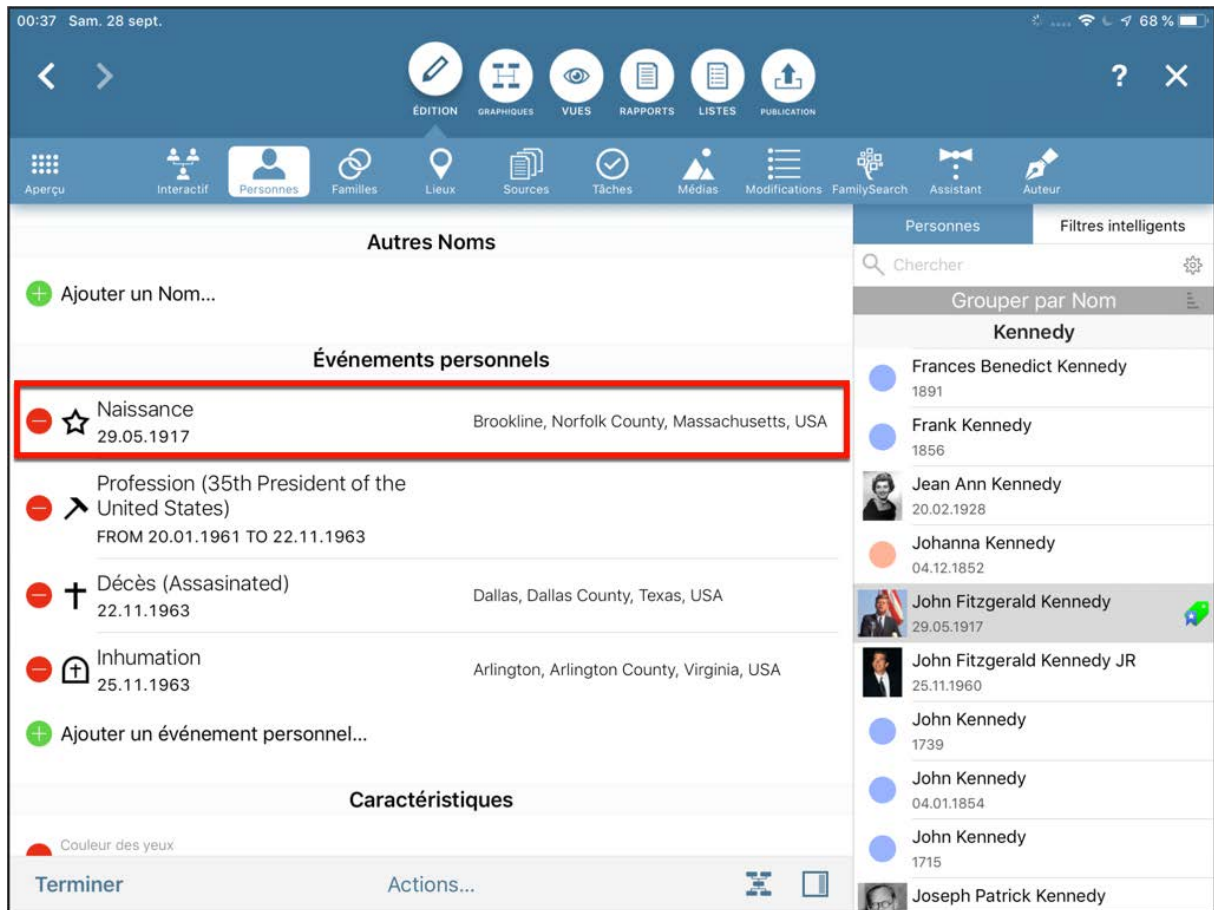 00:37 Sam. 28 sept.
68 %
?
ÉDITION
GRAPHIQUES
VUES
RAPPORTS
LISTES
PUBLICATION
Aperçu
Interactif
Personnes
Familles
Lieux
Sources
Tâches
Médias
Modifications
FamilySearch
Assistant
Auteur
Autres Noms
Ajouter un Nom...
Événements personnels
Naissance
29.05.1917
Brookline, Norfolk County, Massachusetts, USA
Profession (35th President of the
United States)
FROM 20.01.1961 TO 22.11.1963
Décès (Assasinated)
22.11.1963
Dallas, Dallas County, Texas, USA
Inhumation
25.11.1963
Arlington, Arlington County, Virginia, USA
Ajouter un événement personnel...
Caractéristiques
Couleur des yeux
Terminer
Actions...
Personnes
Filtres intelligents
Chercher
Grouper par Nom
Kennedy
Frances Benedict Kennedy
1891
Frank Kennedy
1856
Jean Ann Kennedy
20.02.1928
Johanna Kennedy
04.12.1852
John Fitzgerald Kennedy
29.05.1917
John Fitzgerald Kennedy JR
25.11.1960
John Kennedy
1739
John Kennedy
04.01.1854
John Kennedy
1715
Joseph Patrick Kennedy